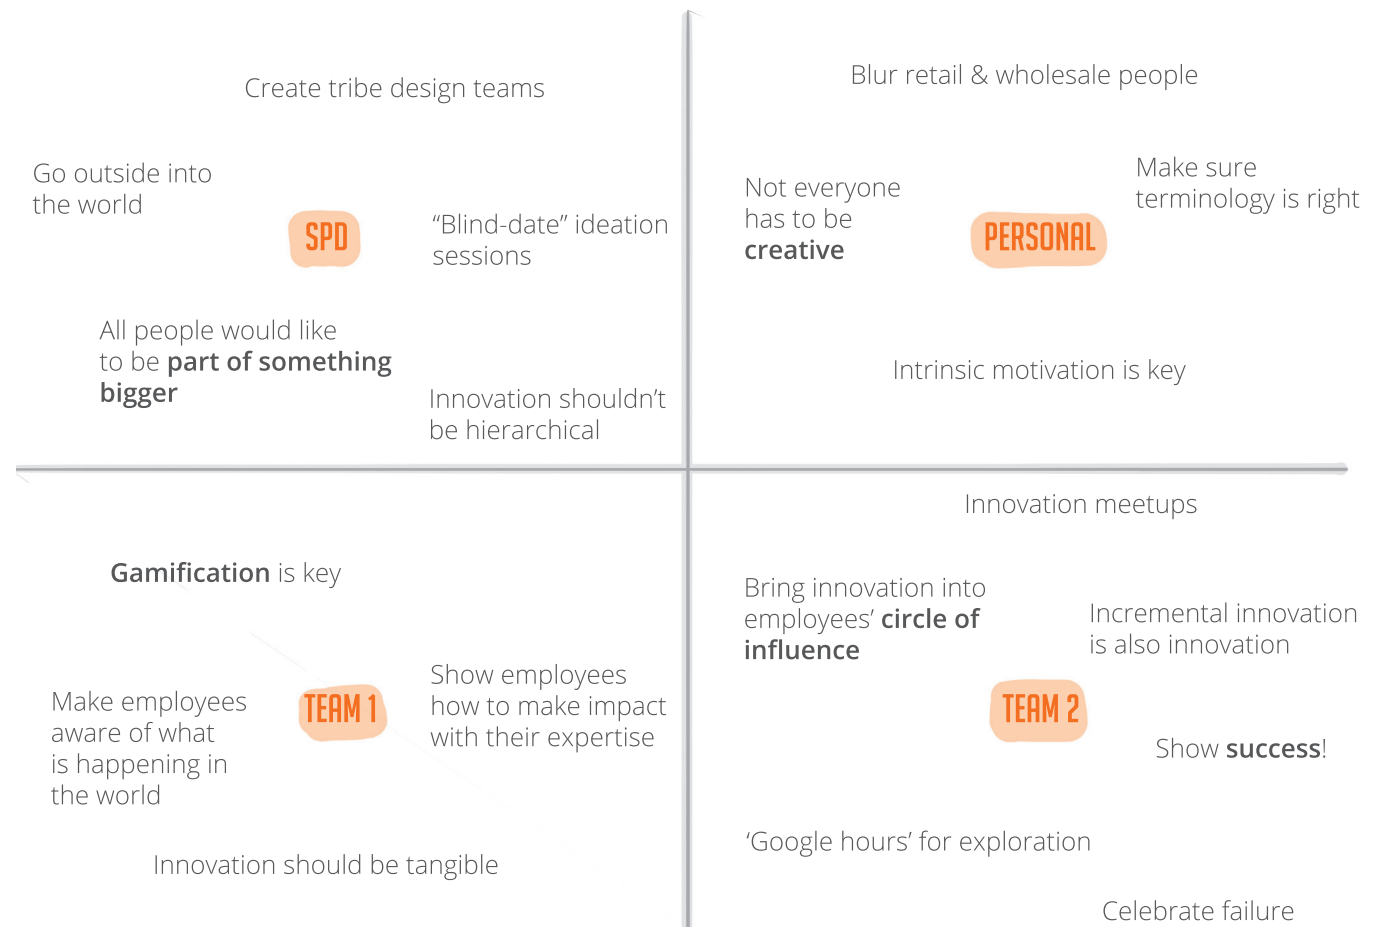 Create tribe design teams
Go outside into
the world
SPD
“Blind-date” ideation
sessions
All people would like
to be part of something
bigger
Innovation shouldn’t
be hierarchical
Blur retail & wholesale people
Not everyone
has to be
creative
PERSONAL
Make sure
terminology is right
Intrinsic motivation is key
Gamification is key
Make employees
aware of what
is happening in
the world
TEAM 1
Show employees
how to make impact
with their expertise
Innovation should be tangible
Innovation meetups
Bring innovation into
employees’ circle of
influence
Incremental innovation
is also innovation
TEAM 2
Show success!
‘Google hours’ for exploration
Celebrate failure